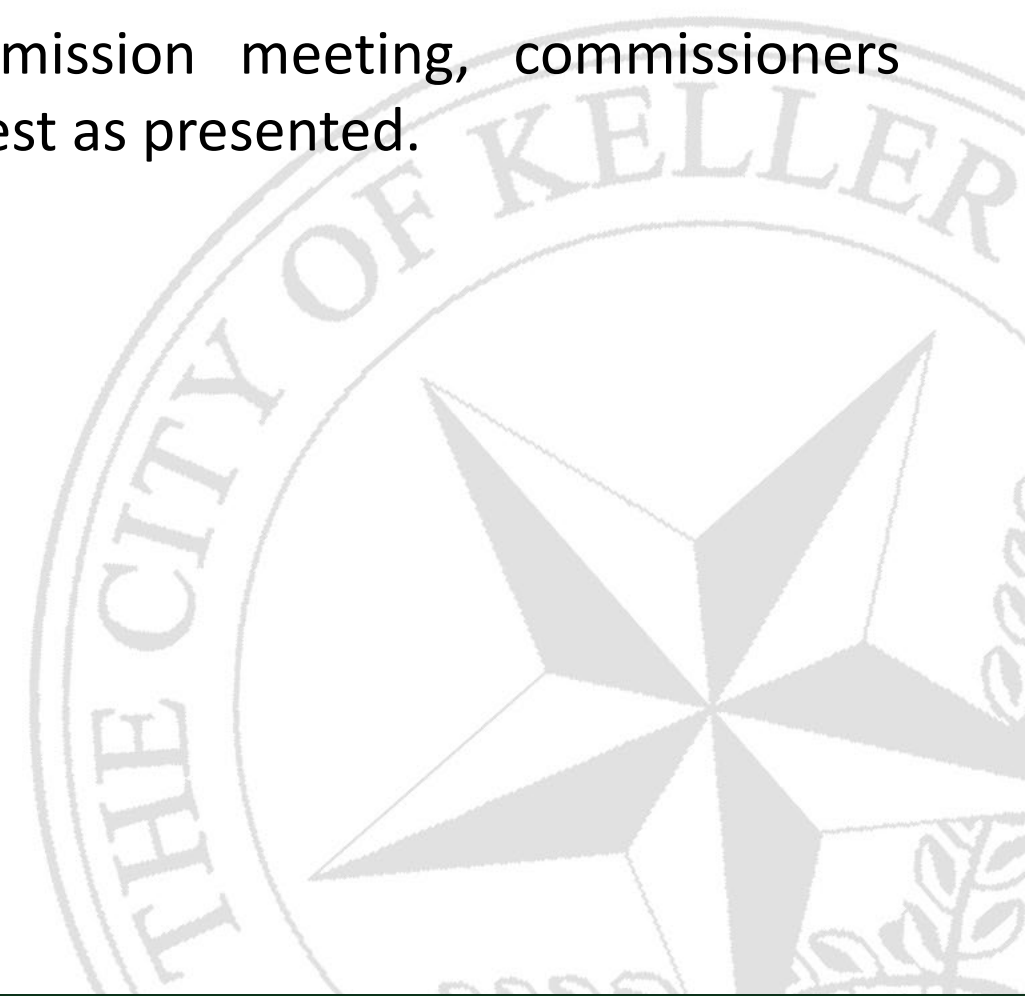 mission meeting, commissioners
est as presented.
THE CITY OF KELLER